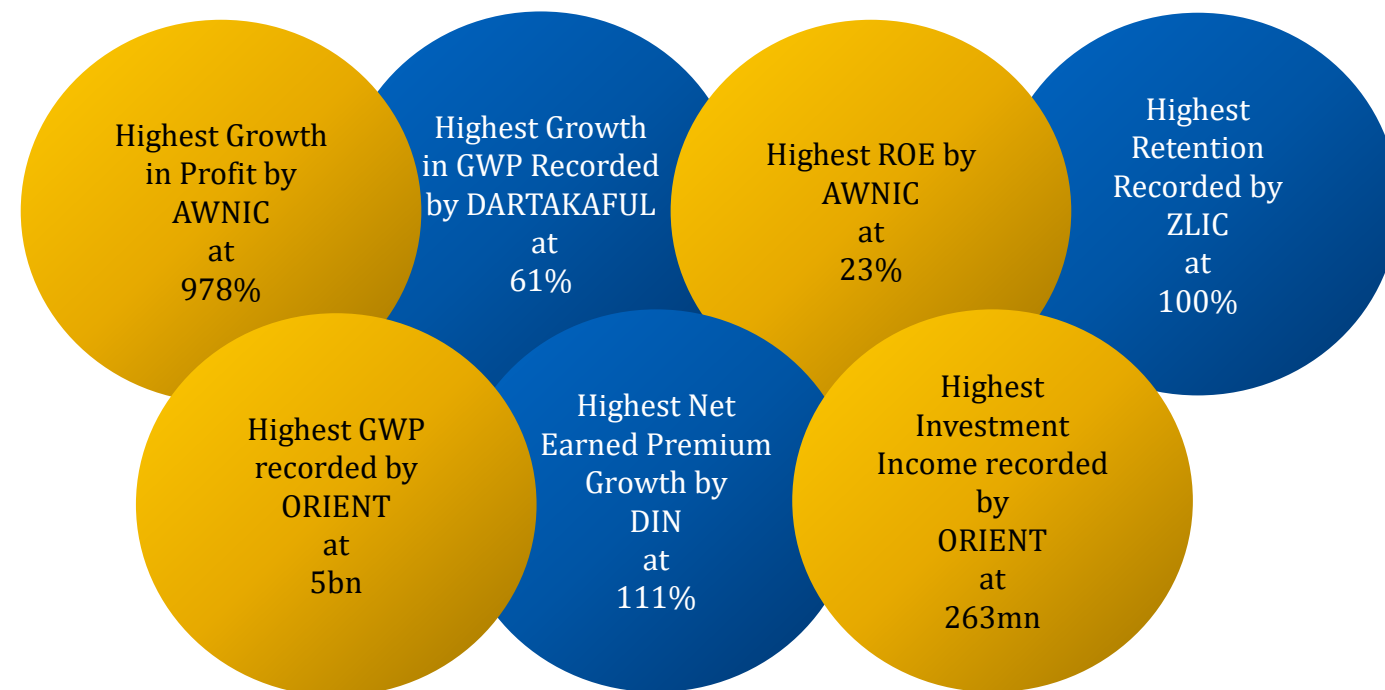 Highest Growth
in Profit by
AWNIC
at
978%
Highest Growth
in GWP Recorded
by DARTAKAFUL
at
61%
Highest ROE by
AWNIC
at
23%
Highest
Retention
Recorded by
ZLIC
at
100%
Highest GWP
recorded by
ORIENT
at
5bn
Highest Net
Earned Premium
Growth by
DIN
at
111%
Highest
Investment
Income recorded
by
ORIENT
at
263mn